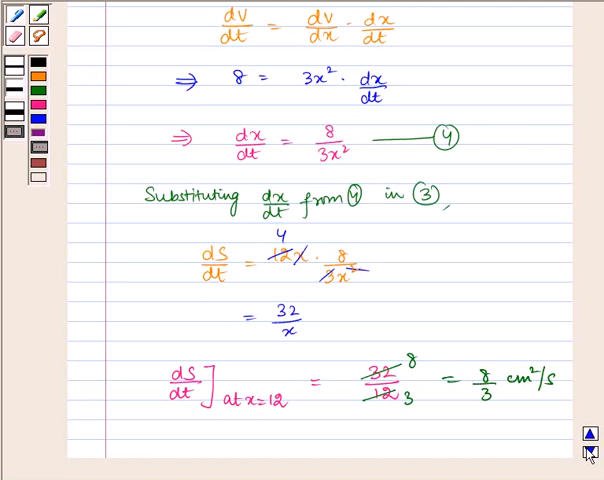 dV/dt = dV/dx · dx/dt
⇒ 8 = 3x² · dx/dt
⇒ dx/dt = 8/3x² —— (4)
Substituting dx/dt from (4) in (3),
4
dS/dt = 12x · 8/3x²
= 32/x
dS/dt ] at x=12 = 32/12 8 3 = 8/3 cm²/s